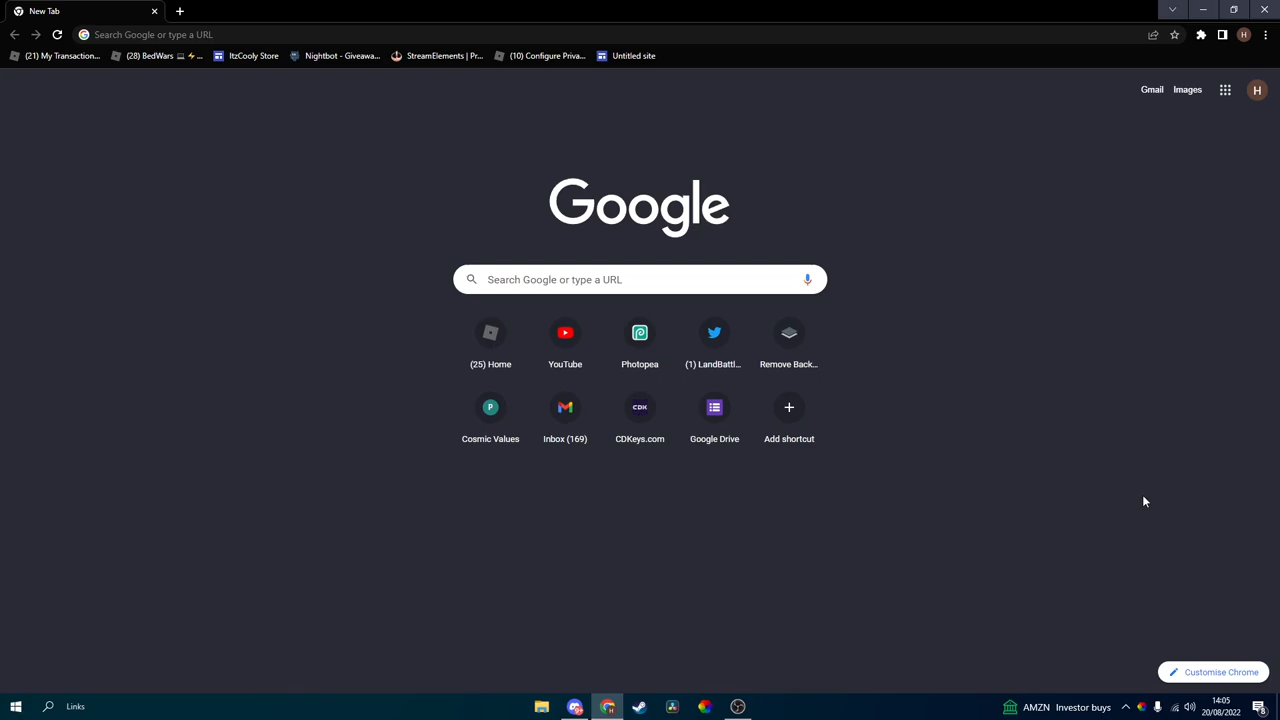 New Tab
Search Google or type a URL
(21) My Transaction...
(28) BedWars 💻⚡...
ItzCooly Store
Nightbot - Giveawa...
StreamElements | Pr...
(10) Configure Priva...
Untitled site
H
Gmail
Images
H
Google
Search Google or type a URL
(25) Home
YouTube
Photopea
(1) LandBattl...
Remove Back...
P
CDK
Cosmic Values
Inbox (169)
CDKeys.com
Google Drive
Add shortcut
Customise Chrome
Links
AMZN Investor buys
14:05
20/08/2022